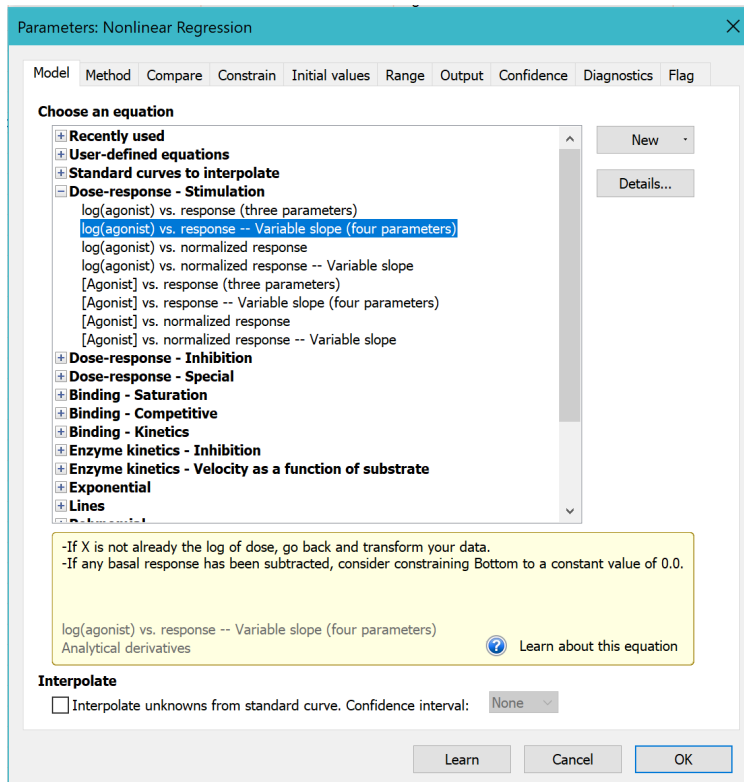 Parameters: Nonlinear Regression
Model Method Compare Constrain Initial values Range Output Confidence Diagnostics Flag
Choose an equation
Recently used
User-defined equations
Standard curves to interpolate
Dose-response - Stimulation
log(agonist) vs. response (three parameters)
log(agonist) vs. response -- Variable slope (four parameters)
log(agonist) vs. normalized response
log(agonist) vs. normalized response -- Variable slope
[Agonist] vs. response (three parameters)
[Agonist] vs. response -- Variable slope (four parameters)
[Agonist] vs. normalized response
[Agonist] vs. normalized response -- Variable slope
Dose-response - Inhibition
Dose-response - Special
Binding - Saturation
Binding - Competitive
Binding - Kinetics
Enzyme kinetics - Inhibition
Enzyme kinetics - Velocity as a function of substrate
Exponential
Lines
New
Details...
-If X is not already the log of dose, go back and transform your data.
-If any basal response has been subtracted, consider constraining Bottom to a constant value of 0.0.
log(agonist) vs. response -- Variable slope (four parameters)
Analytical derivatives
Learn about this equation
Interpolate
Interpolate unknowns from standard curve. Confidence interval: None
Learn Cancel OK